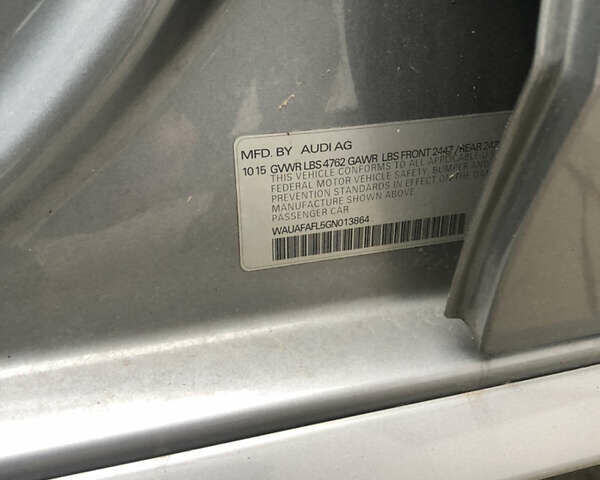 MFD. BY AUDI AG
10 15 GVWR LBS 4762 GAWR LBS FRONT 2447 / REAR
THIS VEHICLE CONFORMS TO ALL APPLICABLE
FEDERAL MOTOR VEHICLE SAFETY, BUMPER AND
PREVENTION STANDARDS IN EFFECT ON THE DA
MANUFACTURE SHOWN ABOVE
PASSENGER CAR
WAUAFAFL5GN013864